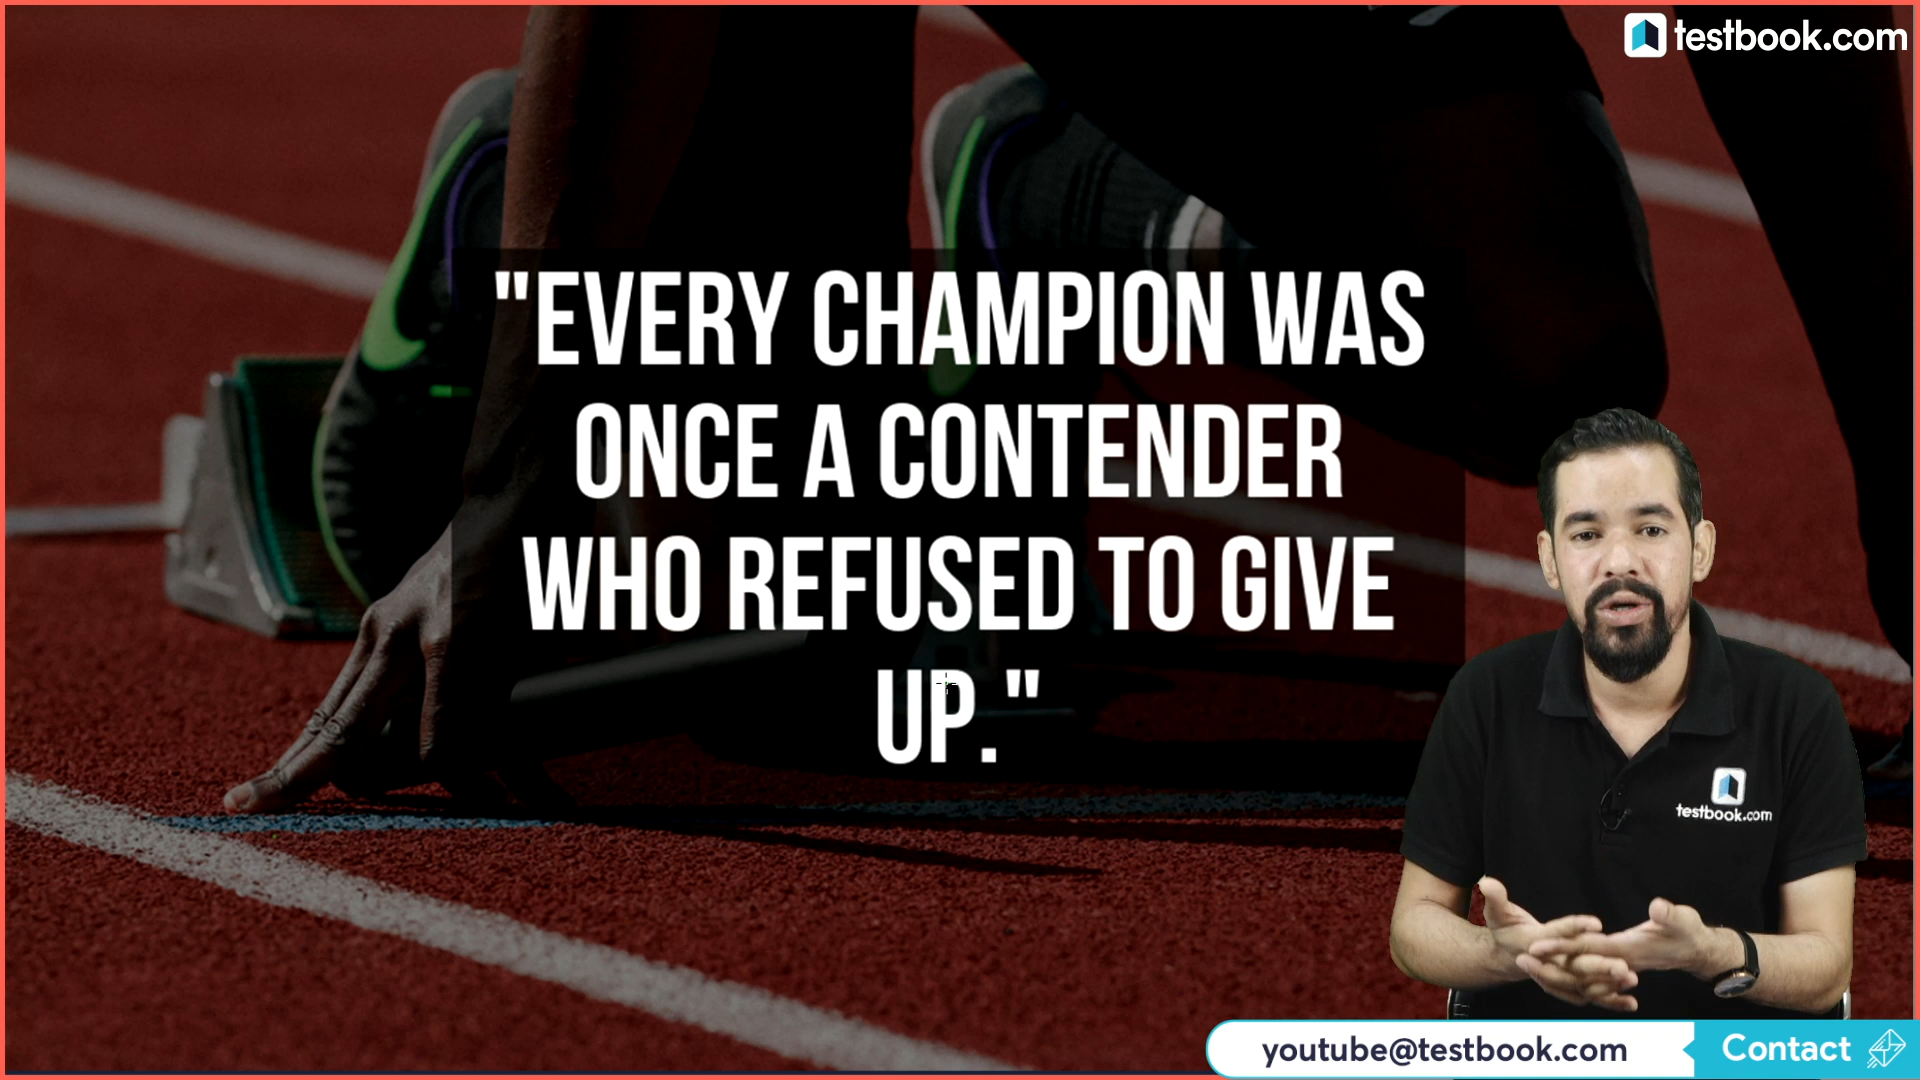 testbook.com
"EVERY CHAMPION WAS
ONCE A CONTENDER
WHO REFUSED TO GIVE
UP."
testbook.com
youtube@testbook.com
Contact